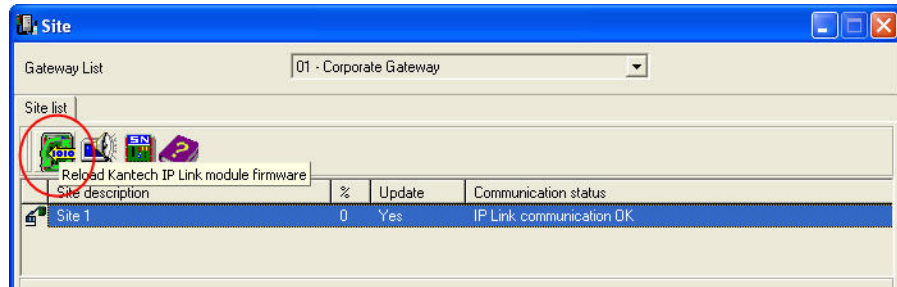 Site
Gateway List 01 - Corporate Gateway
Site list
1010 SN ?
Reload Kantech IP Link module firmware
Site description % Update Communication status
Site 1 0 Yes IP Link communication OK